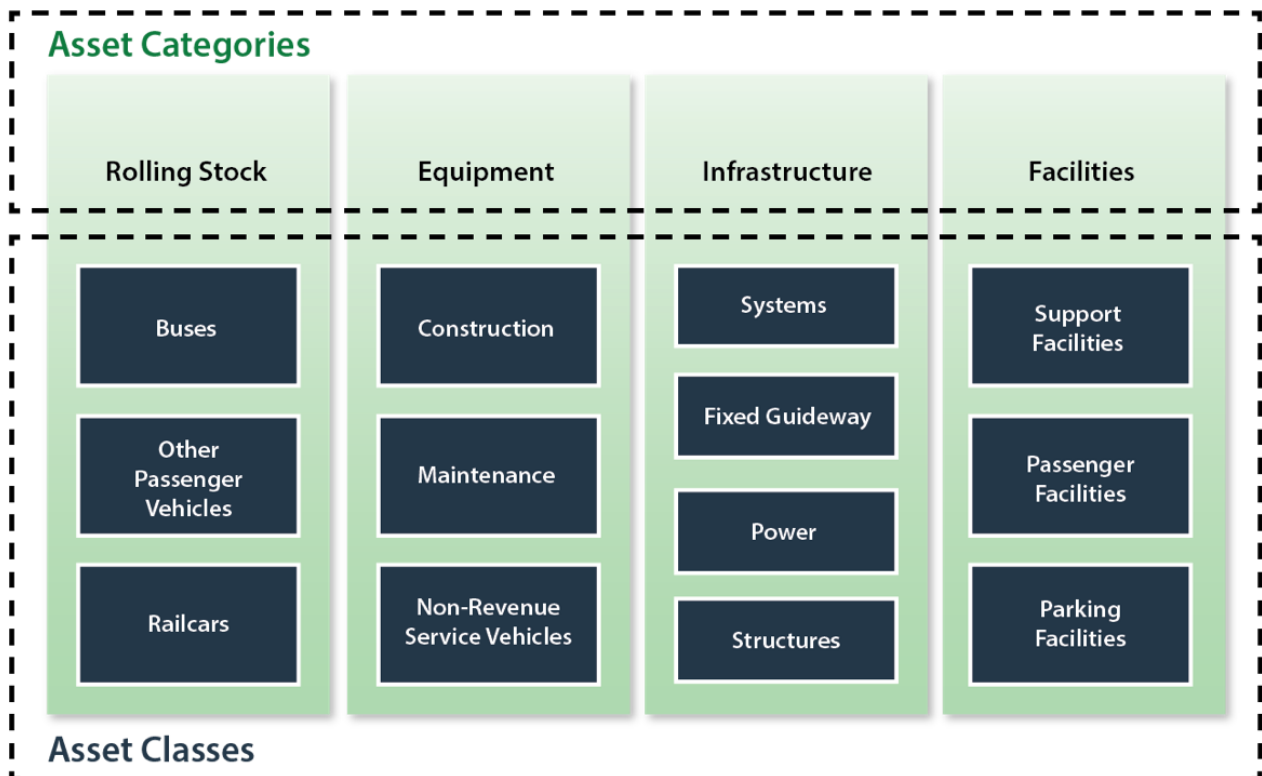 Asset Categories
Rolling Stock
Equipment
Infrastructure
Facilities
Buses
Other
Passenger
Vehicles
Railcars
Construction
Maintenance
Non-Revenue
Service Vehicles
Systems
Fixed Guideway
Power
Structures
Support
Facilities
Passenger
Facilities
Parking
Facilities
Asset Classes